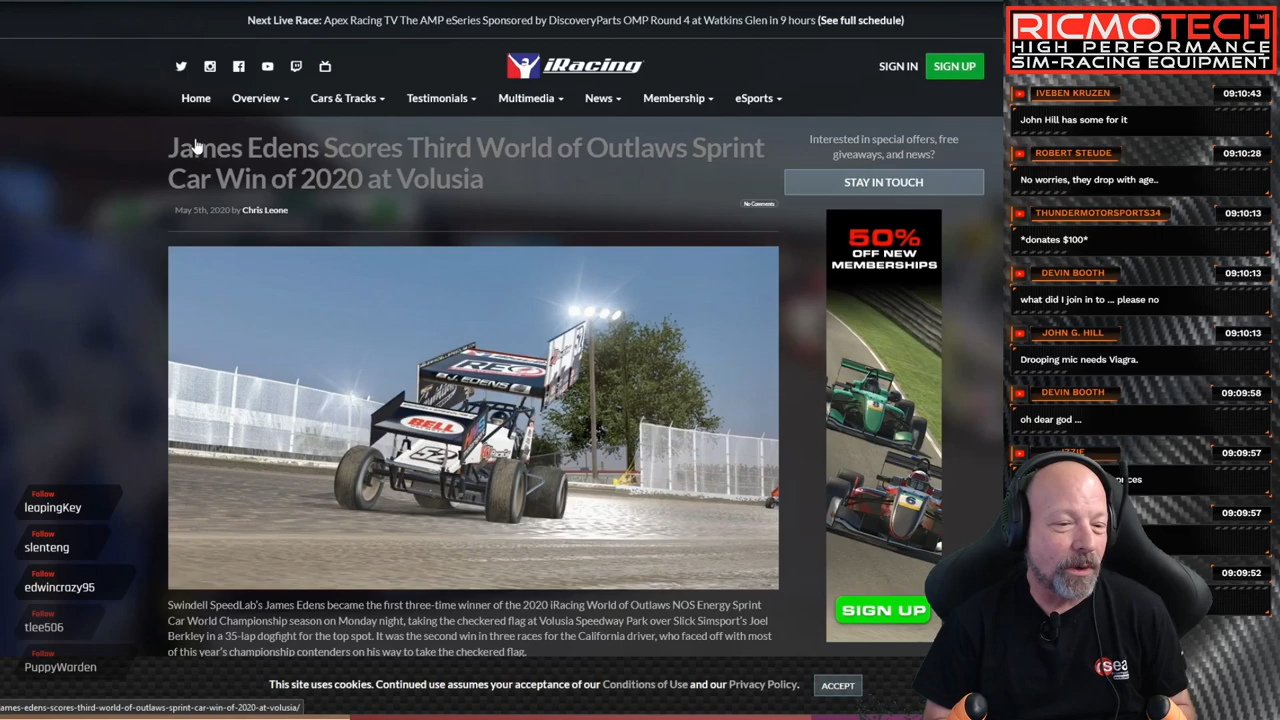 Next Live Race: Apex Racing TV The AMP eSeries Sponsored by DiscoveryParts OMP Round 4 at Watkins Glen in 9 hours (See full schedule)
iRacing
SIGN IN
SIGN UP
Home
Overview
Car & Tracks
Testimonials
Multimedia
News
Membership
eSports
James Edens Scores Third World of Outlaws Sprint
Car Win of 2020 at Volusia
May 5th, 2020 by Chris Leone
No Comments
Interested in special offers, free
giveaways, and news?
STAY IN TOUCH
50%
OFF NEW
MEMBERSHIPS
6
SIGN UP
REO
E.J. EDENS
BELL
Swindell SpeedLab's James Edens became the first three-time winner of the 2020 iRacing World of Outlaws NOS Energy Sprint
Car World Championship season on Monday night, taking the checkered flag at Volusia Speedway Park over Slick Simsport's Joel
Berkley in a 35-lap dogfight for the top spot. It was the second win in three races for the California driver, who faced off with most
of this year's championship contenders on his way to take the checkered flag.
This site uses cookies. Continued use assumes your acceptance of our Conditions of Use and our Privacy Policy.
ACCEPT
ames-edens-scores-third-world-of-outlaws-sprint-car-win-of-2020-at-volusia/
Follow
leapingKey
Follow
slenteng
Follow
edwincrazy95
Follow
tlee506
Follow
PuppyWarden
RICMOTECH
HIGH PERFORMANCE
SIM-RACING EQUIPMENT
IVEBEN KRUZEN
09:10:43
John Hill has some for it
ROBERT STEUDE
09:10:28
No worries, they drop with age..
THUNDERMOTORSPORTS34
09:10:13
*donates $100*
DEVIN BOOTH
09:10:13
what did I join in to ... please no
JOHN G. HILL
09:10:13
Drooping mic needs Viagra.
DEVIN BOOTH
09:09:58
oh dear god ...
09:09:57
09:09:57
09:09:52
rsea